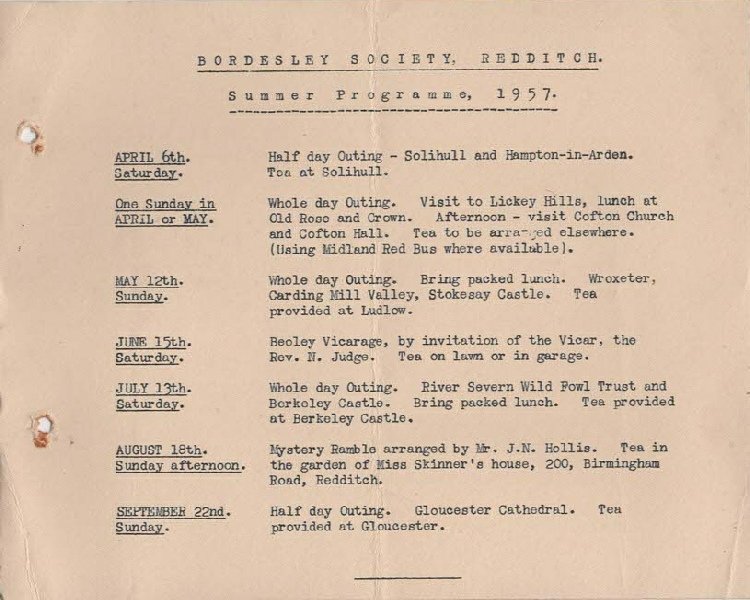 BORDESLEY SOCIETY, REDDITCH.
Summer Programme, 1957.
APRIL 6th. Half day Outing - Solihull and Hampton-in-Arden.
Saturday. Tea at Solihull.
One Sunday in Whole day Outing. Visit to Lickey Hills, lunch at
APRIL or MAY. Old Rose and Crown. Afternoon - visit Cofton Church
and Cofton Hall. Tea to be arranged elsewhere.
(Using Midland Red Bus where available).
MAY 12th. Whole day Outing. Bring packed lunch. Wroxeter,
Sunday. Carding Mill Valley, Stokesay Castle. Tea
provided at Ludlow.
JUNE 15th. Beoley Vicarage, by invitation of the Vicar, the
Saturday. Rev. N. Judge. Tea on lawn or in garage.
JULY 13th. Whole day Outing. River Severn Wild Fowl Trust and
Saturday. Berkeley Castle. Bring packed lunch. Tea provided
at Berkeley Castle.
AUGUST 18th. Mystery Ramble arranged by Mr. J.N. Hollis. Tea in
Sunday afternoon. the garden of Miss Skinner's house, 200, Birmingham
Road, Redditch.
SEPTEMBER 22nd. Half day Outing. Gloucester Cathedral. Tea
Sunday. provided at Gloucester.